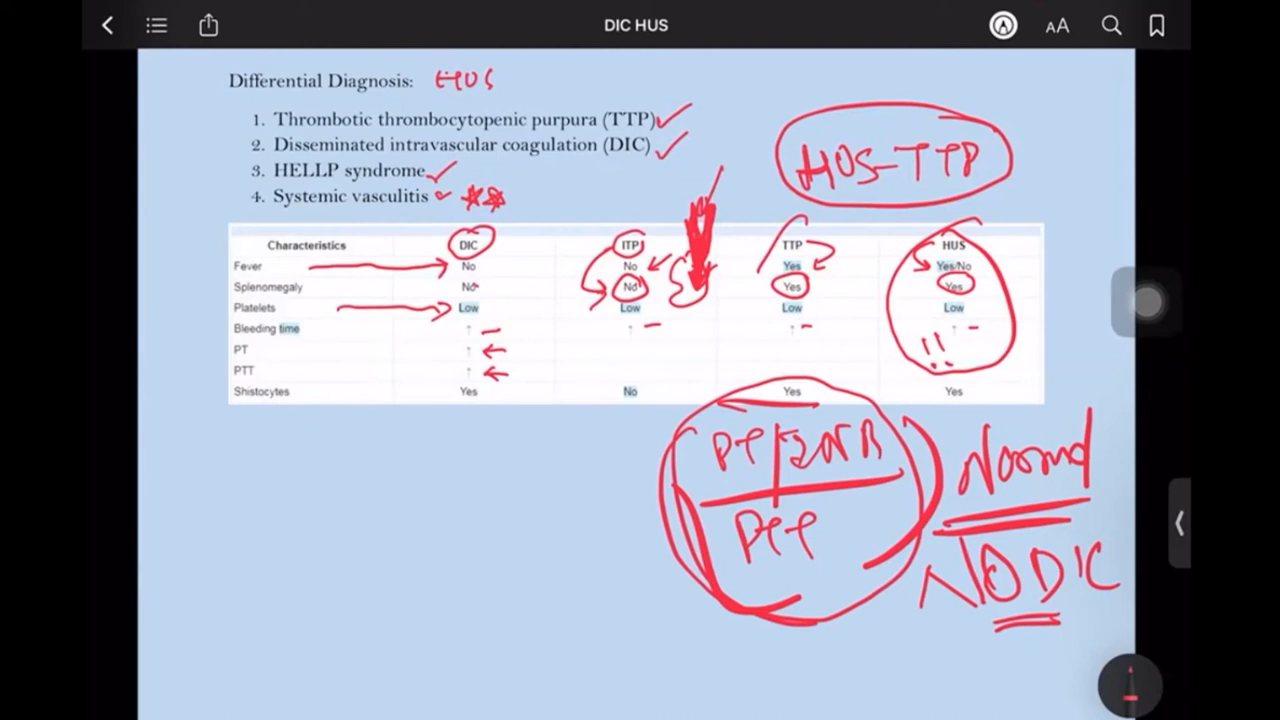 DIC HUS
AA
Differential Diagnosis: HUS
1. Thrombotic thrombocytopenic purpura (TTP)
2. Disseminated intravascular coagulation (DIC)
3. HELLP syndrome
4. Systemic vasculitis
HUS-TTP
Characteristics DIC ITP TTP HUS
Fever No No Yes Yes/No
Splenomegaly No No Yes Yes
Platelets Low Low Low Low
Bleeding time ↑ ↑ ↑ ↑
PT ↑
PTT ↑
Shistocytes Yes No Yes Yes
!!
PT/INR
PTT
Normal
NO DIC